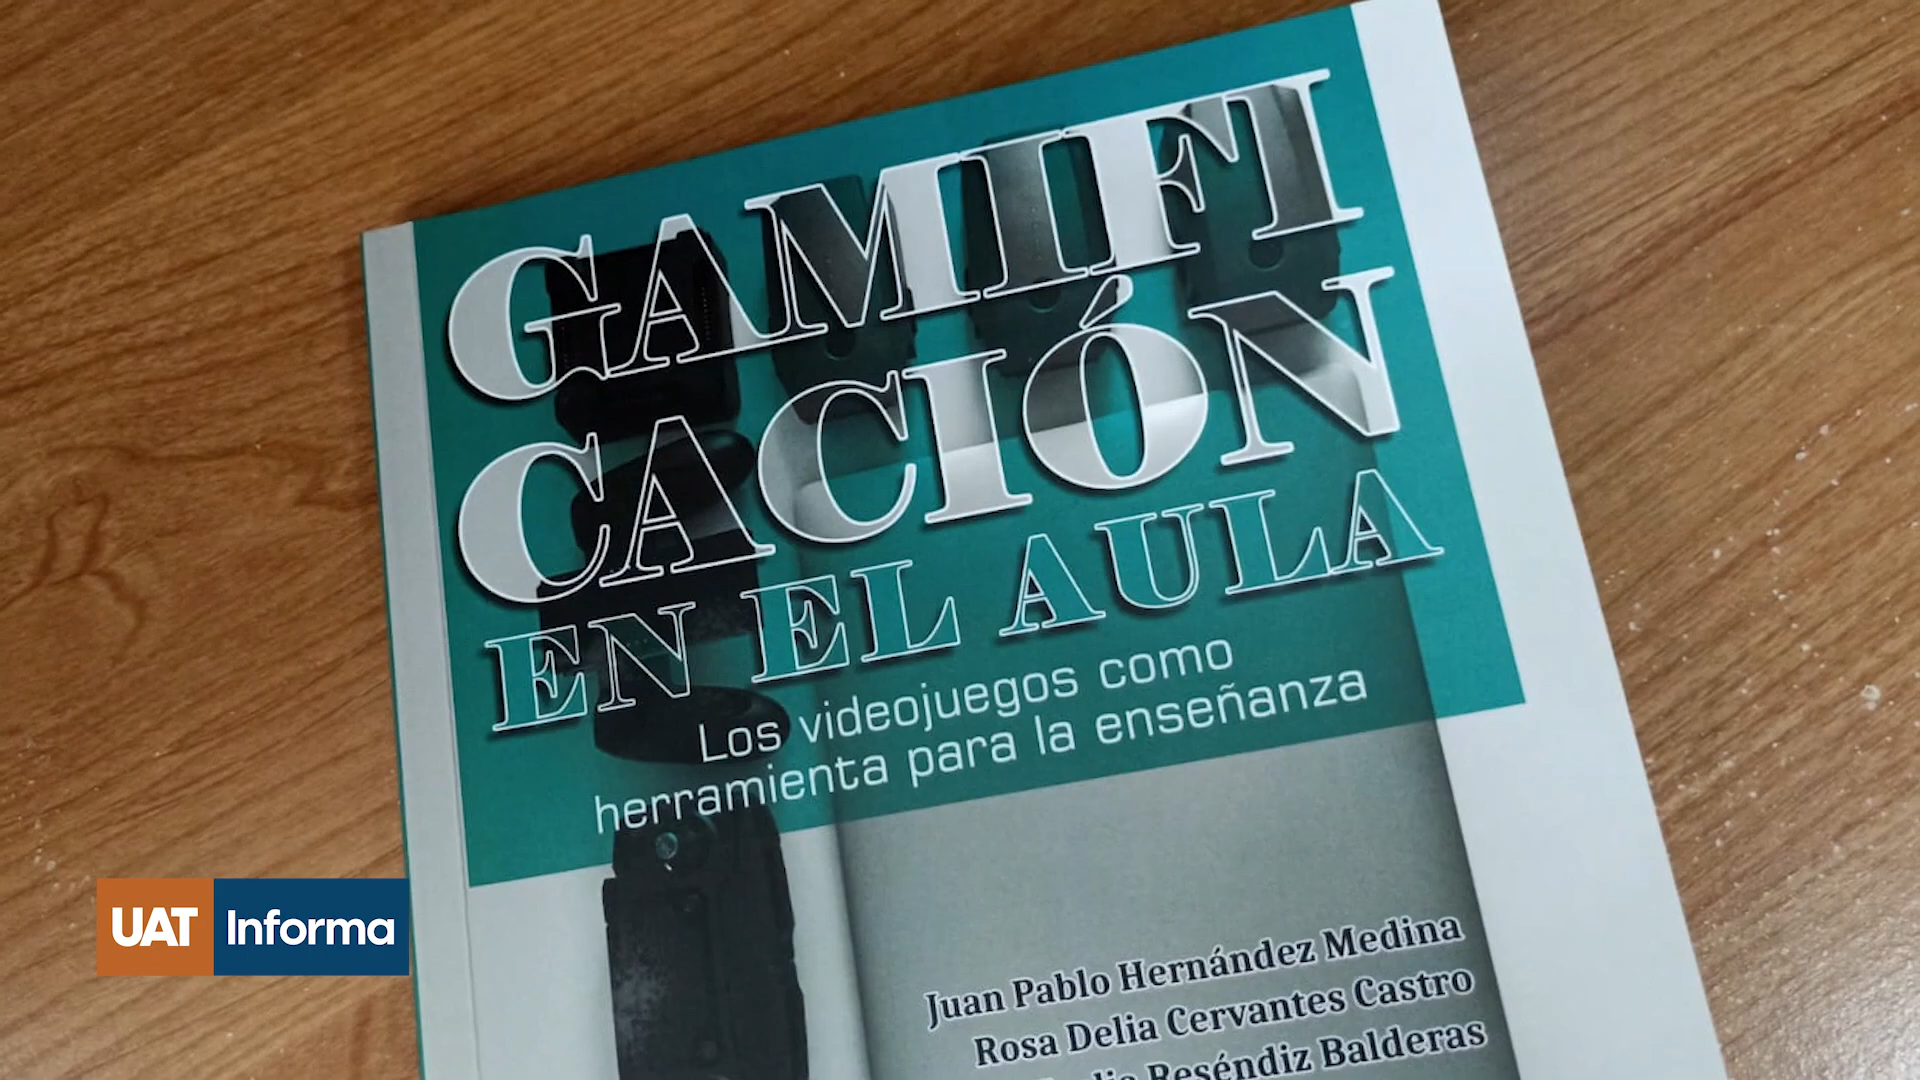 GAMIFI
CACIÓN
EN EL AULA
Los videojuegos como
herramienta para la enseñanza
Juan Pablo Hernández Medina
Rosa Delia Cervantes Castro
Reséndiz Balderas
UAT Informa